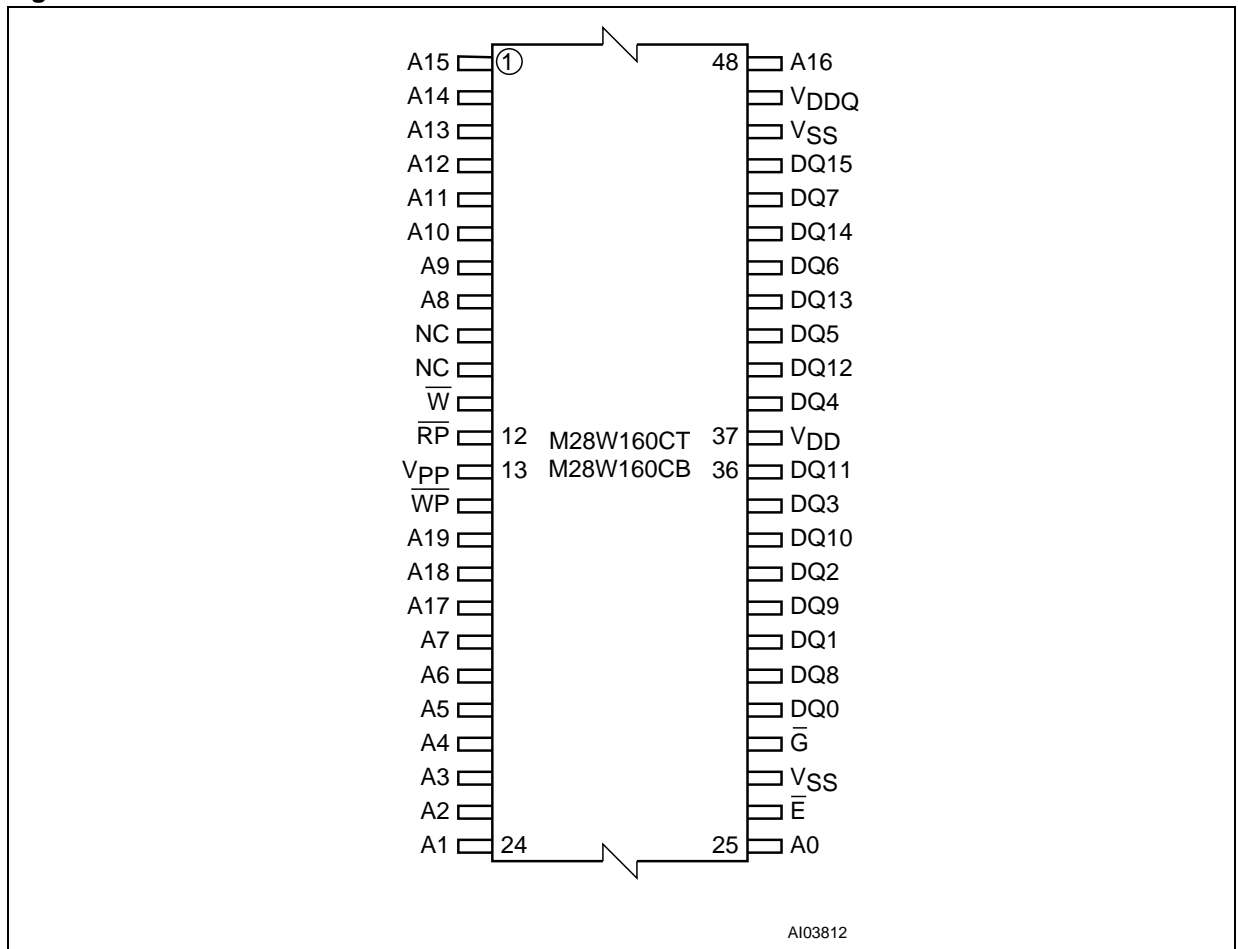 A15 1 48 A16
A14 VDDQ
A13 VSS
A12 DQ15
A11 DQ7
A10 DQ14
A9 DQ6
A8 DQ13
NC DQ5
NC DQ12
W̅ DQ4
R̅P̅ 12 M28W160CT 37 VDD
VPP 13 M28W160CB 36 DQ11
W̅P̅ DQ3
A19 DQ10
A18 DQ2
A17 DQ9
A7 DQ1
A6 DQ8
A5 DQ0
A4 G̅
A3 VSS
A2 E̅
A1 24 25 A0
AI03812